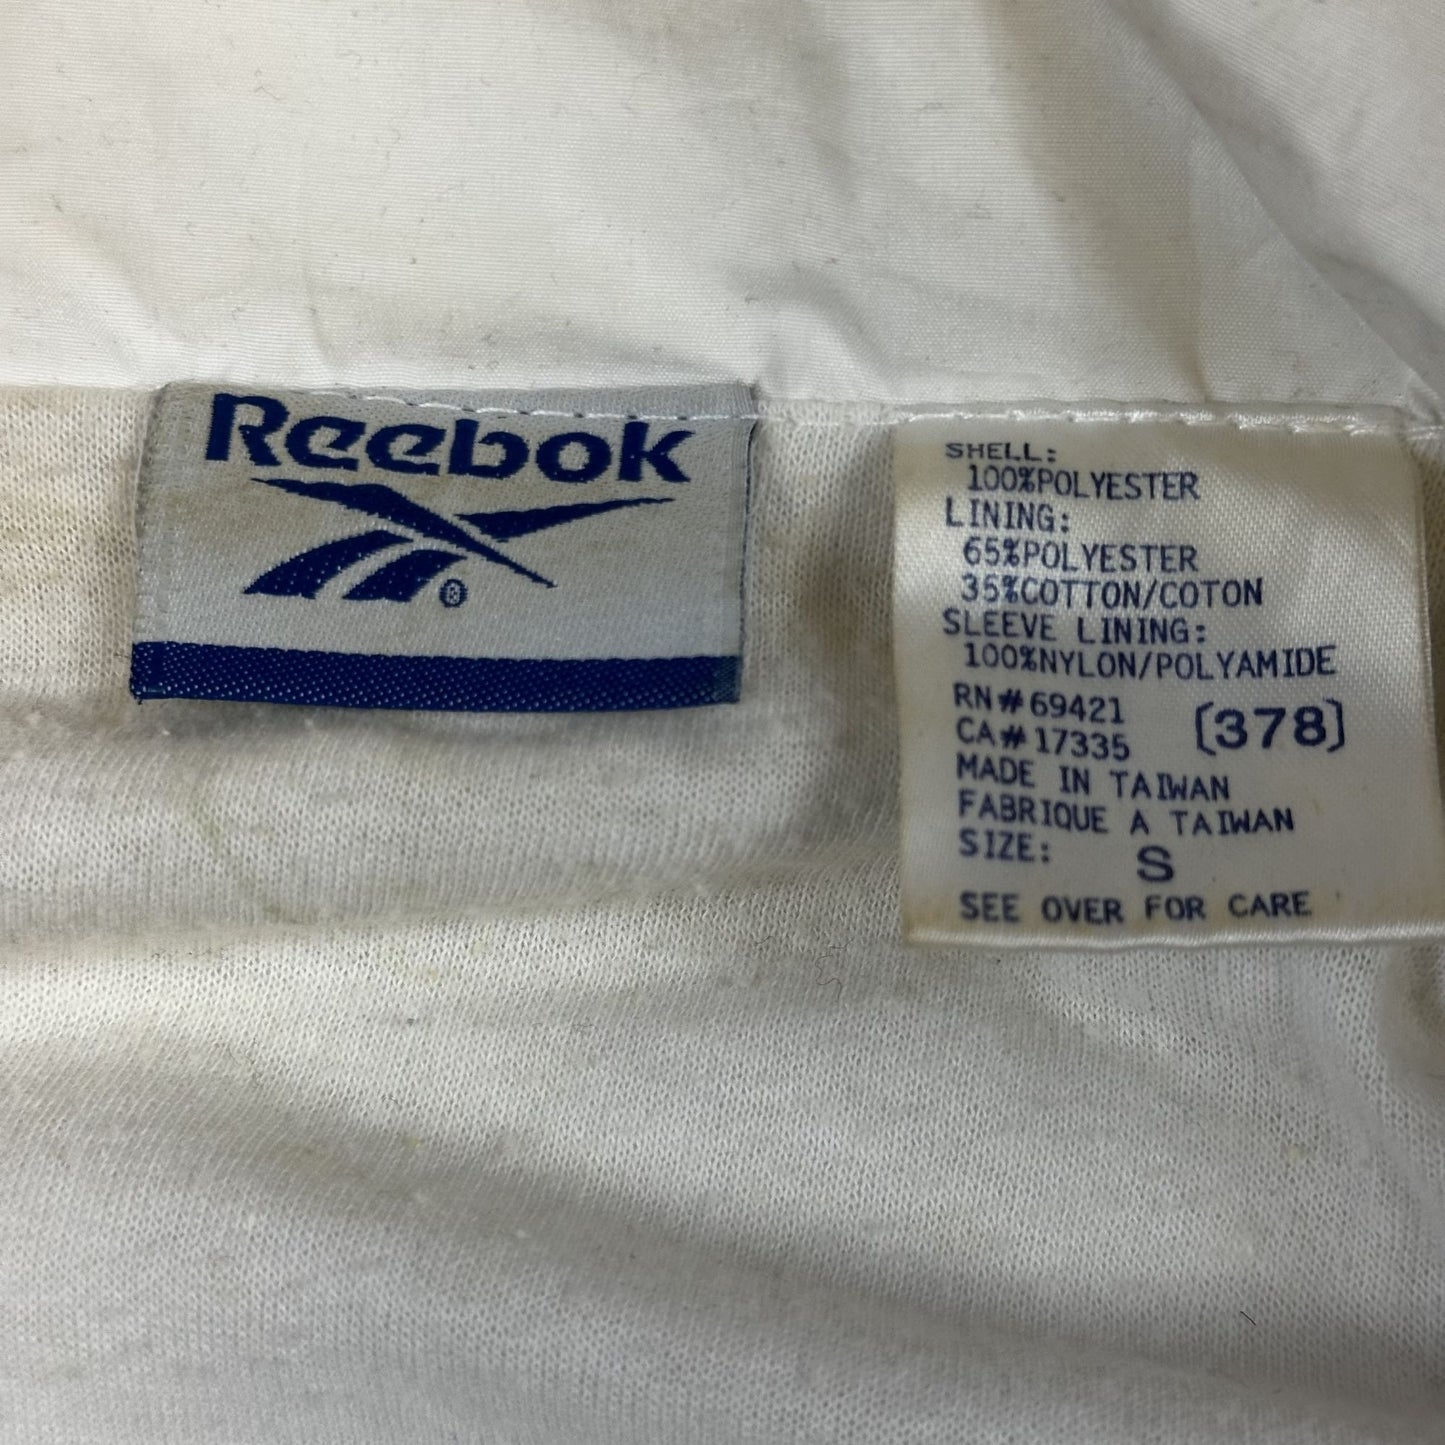 Reebok
®
SHELL:
100%POLYESTER
LINING:
65%POLYESTER
35%COTTON/COTON
SLEEVE LINING:
100%NYLON/POLYAMIDE
RN#69421
CA#17335 [378]
MADE IN TAIWAN
FABRIQUE A TAIWAN
SIZE: S
SEE OVER FOR CARE